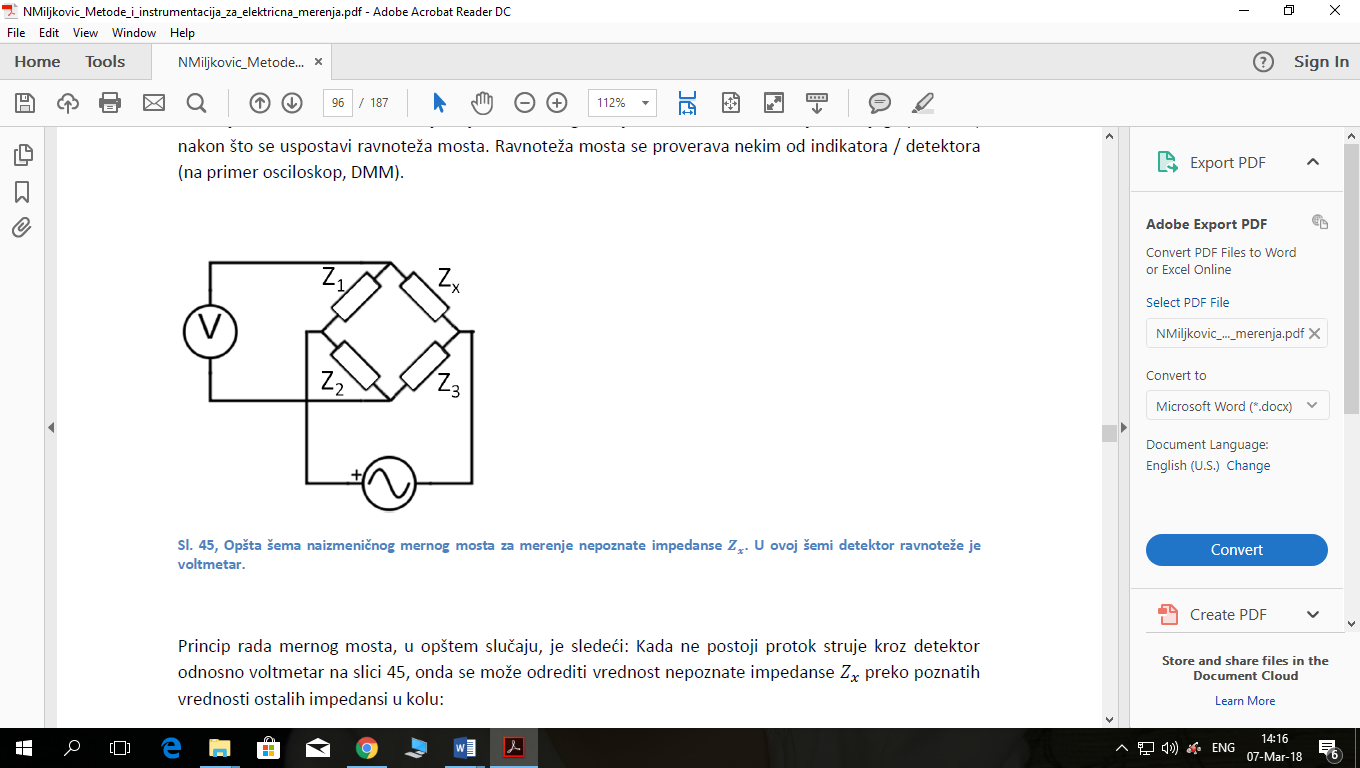 NMiljkovic_Metode_i_instrumentacija_za_elektricna_merenja.pdf - Adobe Acrobat Reader DC
File Edit View Window Help
Home Tools NMiljkovic_Metode... × ? Sign In
96 / 187 112%
nakon što se uspostavi ravnoteža mosta. Ravnoteža mosta se proverava nekim od indikatora / detektora
(na primer osciloskop, DMM).
Z1 Zx
V
Z2 Z3
+
Sl. 45, Opšta šema naizmeničnog mernog mosta za merenje nepoznate impedanse Zx. U ovoj šemi detektor ravnoteže je
voltmetar.
Princip rada mernog mosta, u opštem slučaju, je sledeći: Kada ne postoji protok struje kroz detektor
odnosno voltmetar na slici 45, onda se može odrediti vrednost nepoznate impedanse Zx preko poznatih
vrednosti ostalih impedansi u kolu:
Export PDF
Adobe Export PDF
Convert PDF Files to Word
or Excel Online
Select PDF File
NMiljkovic_..._merenja.pdf
Convert to
Microsoft Word (*.docx)
Document Language:
English (U.S.) Change
Convert
Create PDF
Store and share files in the
Document Cloud
Learn More
ENG
14:16
07-Mar-18
6